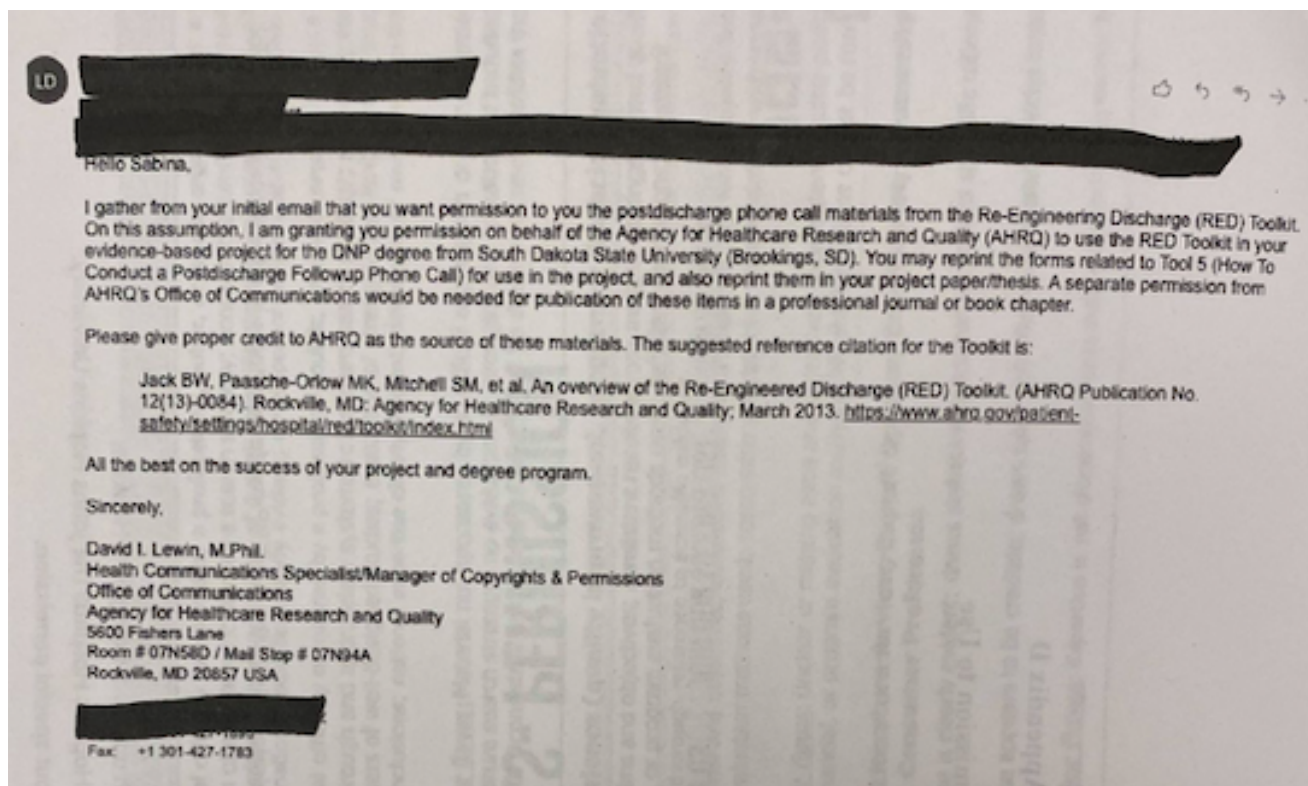 LD
Hello Sabina,
I gather from your initial email that you want permission to you the postdischarge phone call materials from the Re-Engineering Discharge (RED) Toolkit.
On this assumption, I am granting you permission on behalf of the Agency for Healthcare Research and Quality (AHRQ) to use the RED Toolkit in your
evidence-based project for the DNP degree from South Dakota State University (Brookings, SD). You may reprint the forms related to Tool 5 (How To
Conduct a Postdischarge Followup Phone Call) for use in the project, and also reprint them in your project paper/thesis. A separate permission from
AHRQ's Office of Communications would be needed for publication of these items in a professional journal or book chapter.
Please give proper credit to AHRQ as the source of these materials. The suggested reference citation for the Toolkit is:
Jack BW, Paasche-Orlow MK, Mitchell SM, et al. An overview of the Re-Engineered Discharge (RED) Toolkit. (AHRQ Publication No.
12(13)-0084). Rockville, MD: Agency for Healthcare Research and Quality; March 2013. https://www.ahrq.gov/patient-
safety/settings/hospital/red/toolkit/index.html
All the best on the success of your project and degree program.
Sincerely,
David I. Lewin, M.Phil.
Health Communications Specialist/Manager of Copyrights & Permissions
Office of Communications
Agency for Healthcare Research and Quality
5600 Fishers Lane
Room # 07N58D / Mail Stop # 07N94A
Rockville, MD 20857 USA
Fax: +1 301-427-1783